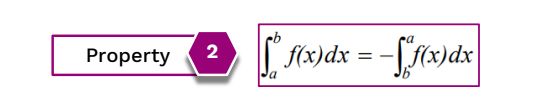 Property 2 ∫_a^b f(x)dx = -∫_b^a f(x)dx